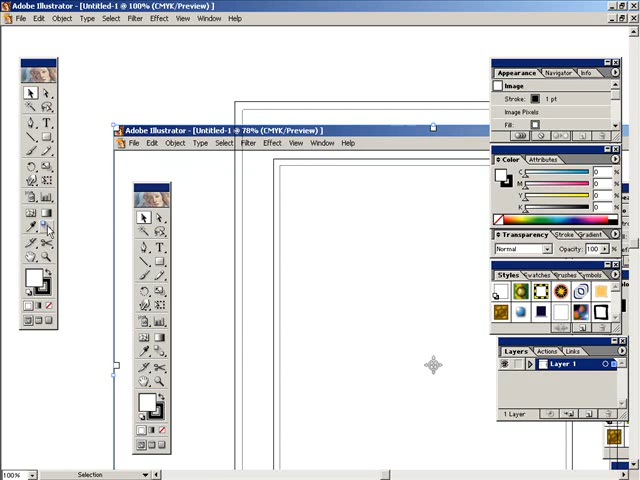 Adobe Illustrator - [Untitled-1 @ 100% (CMYK/Preview)]
File Edit Object Type Select Filter Effect View Window Help
Appearance Navigator Info
Image
Stroke: 1 pt
Image Pixels
Fill:
Adobe Illustrator - [Untitled-1 @ 78% (CMYK/Preview)]
File Edit Object Type Select Filter Effect View Window Help
Color Attributes
C 0 %
M 0 %
Y 0 %
K 0 %
Transparency Stroke Gradient
Normal Opacity: 100 %
Styles Swatches Brushes Symbols
Layers Actions Links
Layer 1
1 Layer
100% Selection